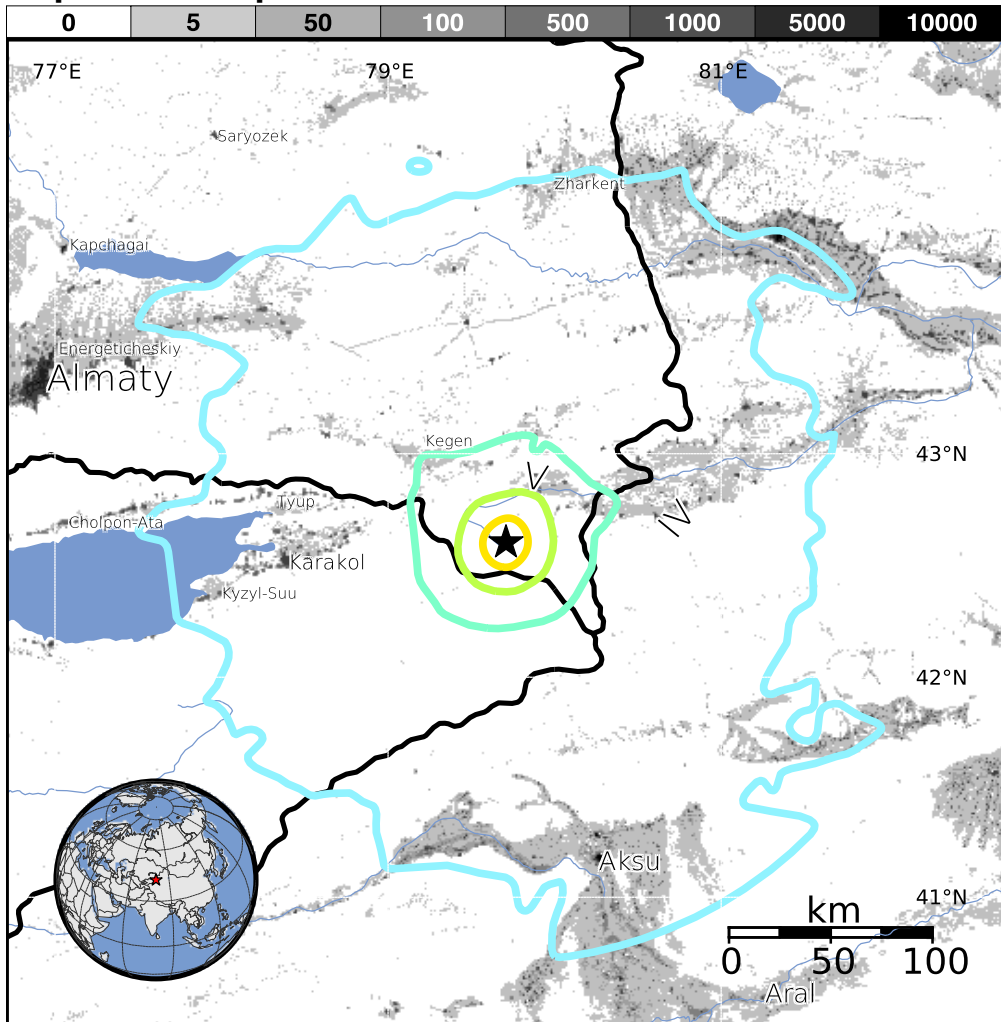 0 5 50 100 500 1000 5000 10000
77°E 79°E 81°E
Saryozek
Zharkent
Kapchagai
Energeticheskiy
Almaty
Kegen
43°N
V
IV
Tyup
Cholpon-Ata
Karakol
Kyzyl-Suu
42°N
Aksu
41°N
km
0 50 100
Aral